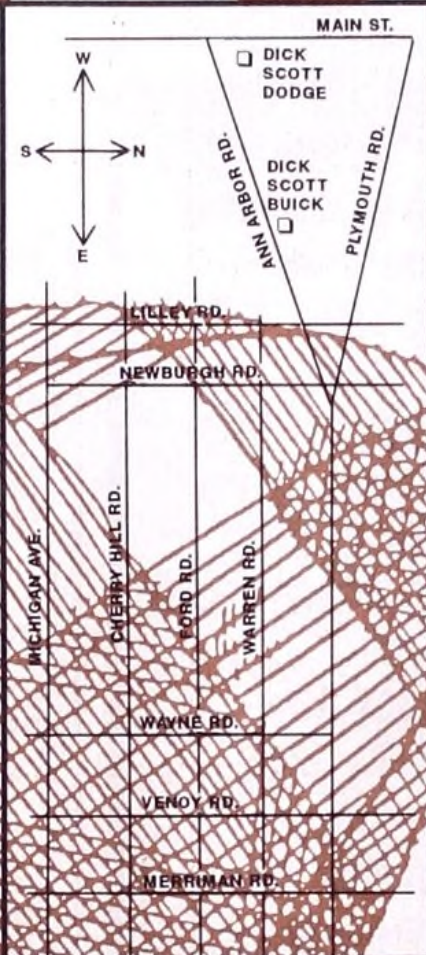 MAIN ST.
W
S
N
E
DICK
SCOTT
DODGE
ANN ARBOR RD.
PLYMOUTH RD.
DICK
SCOTT
BUICK
LILLEY RD.
NEWBURGH RD.
MICHIGAN AVE.
CHERRY HILL RD.
FORD RD.
WARREN RD.
WAYNE RD.
VENOY RD.
MERRIMAN RD.